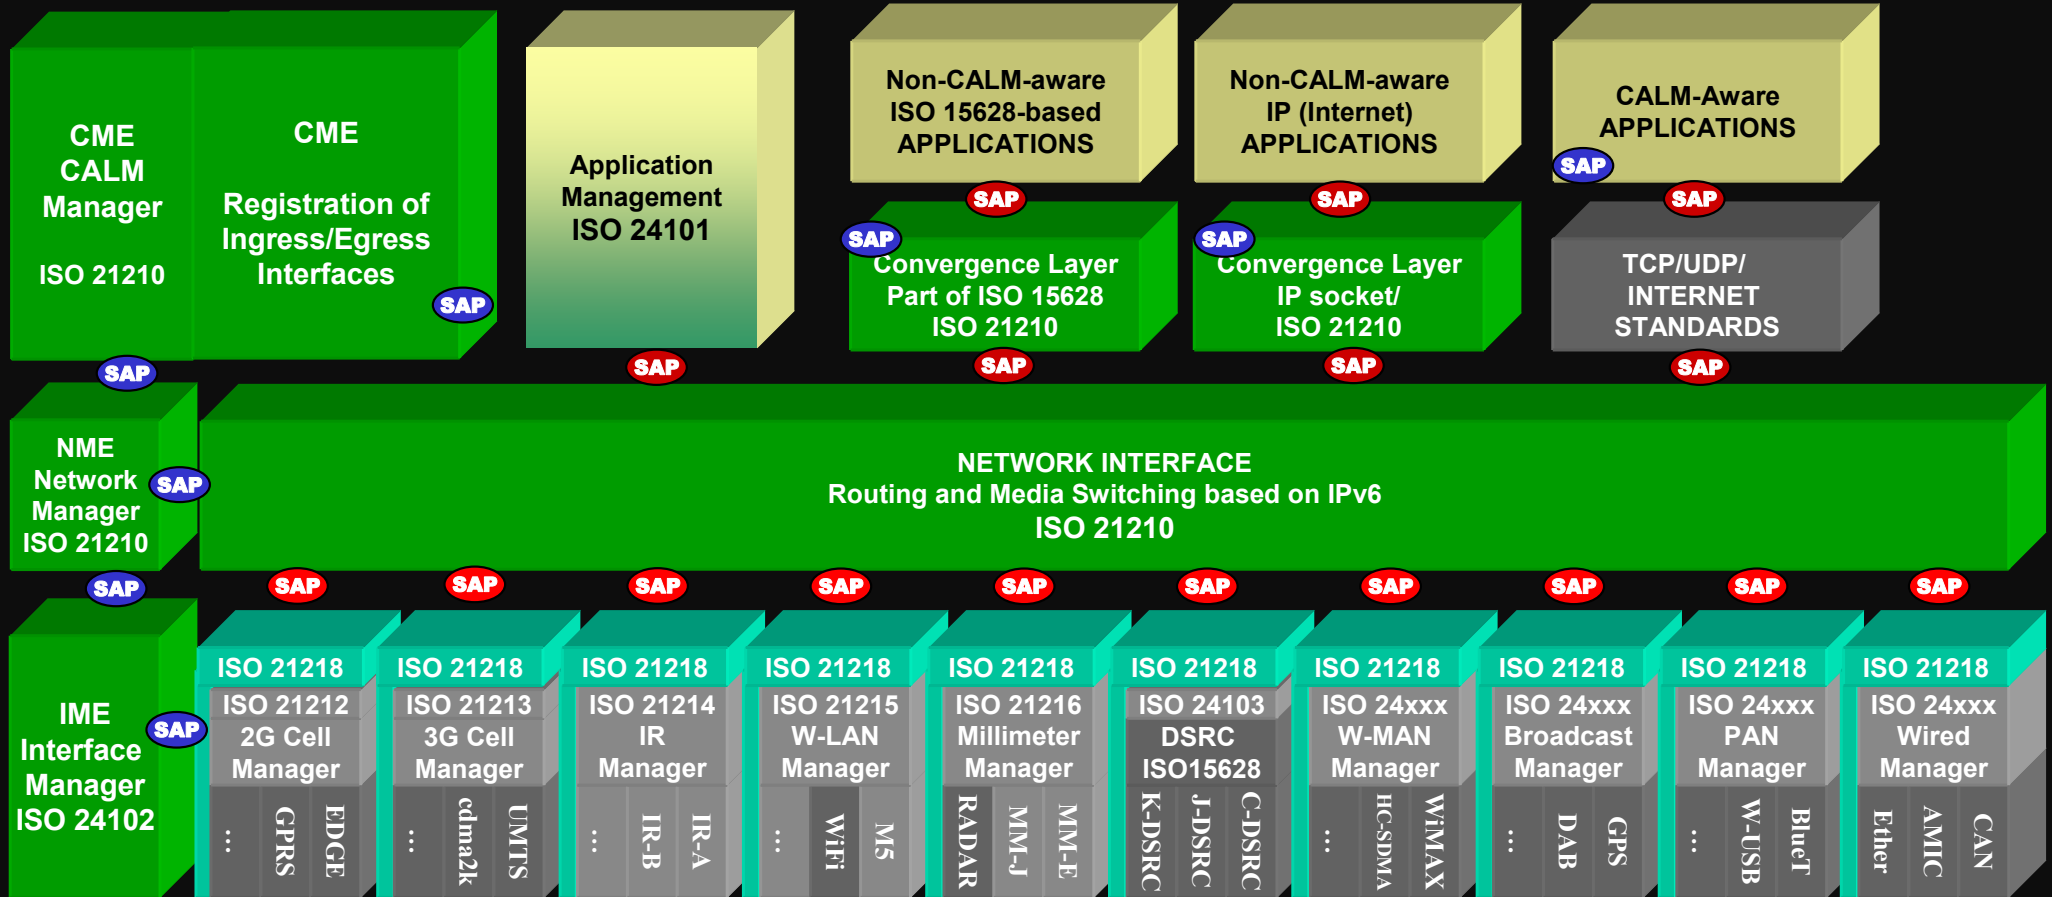 CME
CALM
Manager
ISO 21210
CME
Registration of
Ingress/Egress
Interfaces
SAP
Application
Management
ISO 24101
Non-CALM-aware
ISO 15628-based
APPLICATIONS
Non-CALM-aware
IP (Internet)
APPLICATIONS
CALM-Aware
APPLICATIONS
SAP
SAP
SAP
SAP
SAP
Convergence Layer
Part of ISO 15628
ISO 21210
SAP
Convergence Layer
IP socket/
ISO 21210
TCP/UDP/
INTERNET
STANDARDS
SAP
SAP
SAP
SAP
SAP
NME
Network
Manager
ISO 21210
SAP
NETWORK INTERFACE
Routing and Media Switching based on IPv6
ISO 21210
SAP
SAP
SAP
SAP
SAP
SAP
SAP
SAP
SAP
SAP
SAP
IME
Interface
Manager
ISO 24102
SAP
ISO 21218
ISO 21212
2G Cell
Manager
...
GPRS
EDGE
ISO 21218
ISO 21213
3G Cell
Manager
...
cdma2k
UMTS
ISO 21218
ISO 21214
IR
Manager
...
IR-B
IR-A
ISO 21218
ISO 21215
W-LAN
Manager
...
WiFi
M5
ISO 21218
ISO 21216
Millimeter
Manager
RADAR
MM-J
MM-E
ISO 21218
ISO 24103
DSRC
ISO15628
K-DSRC
J-DSRC
C-DSRC
ISO 21218
ISO 24xxx
W-MAN
Manager
...
HC-SDMA
WiMAX
ISO 21218
ISO 24xxx
Broadcast
Manager
...
DAB
GPS
ISO 21218
ISO 24xxx
PAN
Manager
...
W-USB
BlueT
ISO 21218
ISO 24xxx
Wired
Manager
Ether
AMIC
CAN